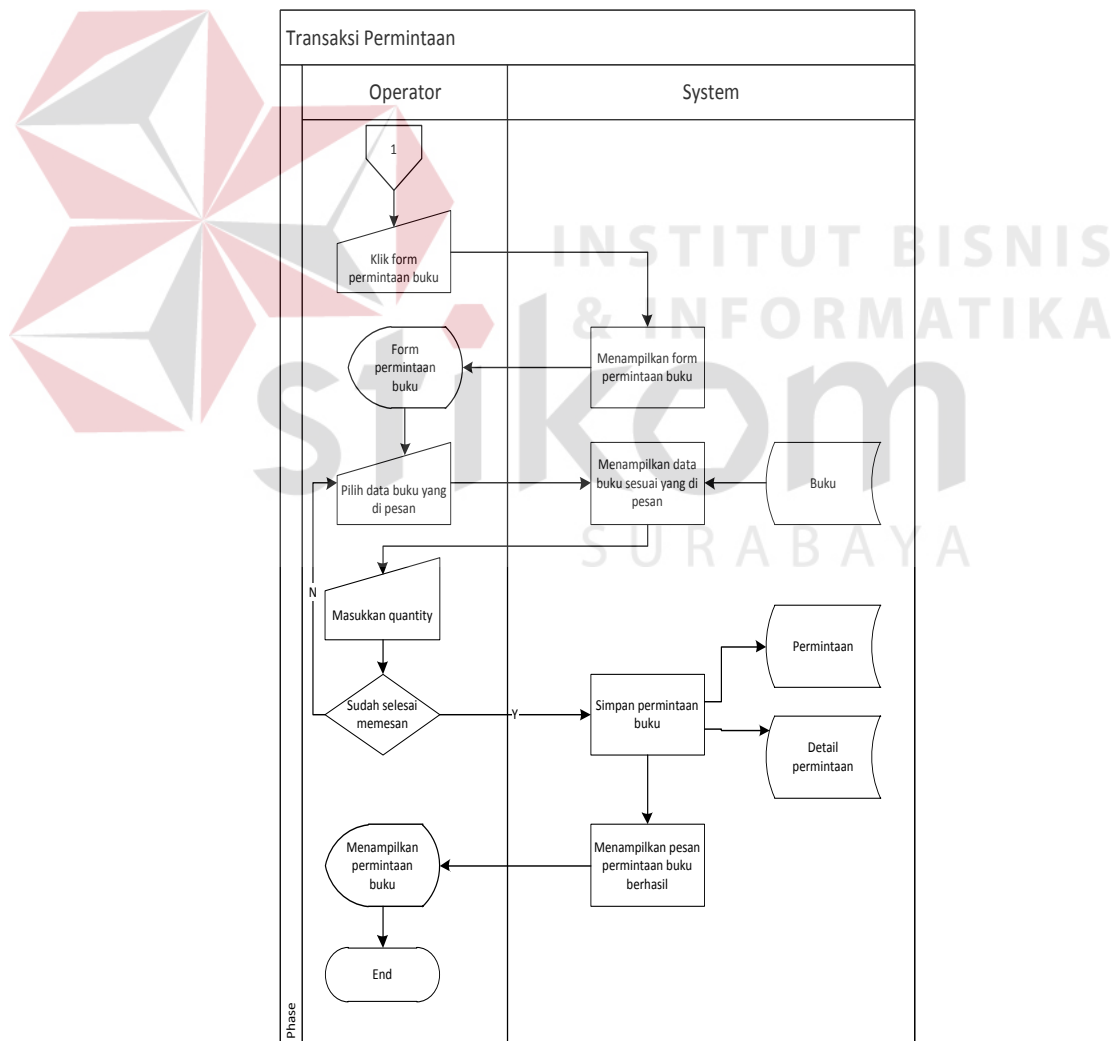 Transaksi Permintaan
Operator
System
1
Klik form
permintaan buku
INSTITUT BISNIS
& INFORMATIKA
stikom
SURABAYA
Form
permintaan
buku
Menampilkan form
permintaan buku
Pilih data buku yang
di pesan
Menampilkan data
buku sesuai yang di
pesan
Buku
N
Masukkan quantity
Permintaan
Sudah selesai
memesan
Y
Simpan permintaan
buku
Detail
permintaan
Menampilkan
permintaan
buku
Menampilkan pesan
permintaan buku
berhasil
End
Phase